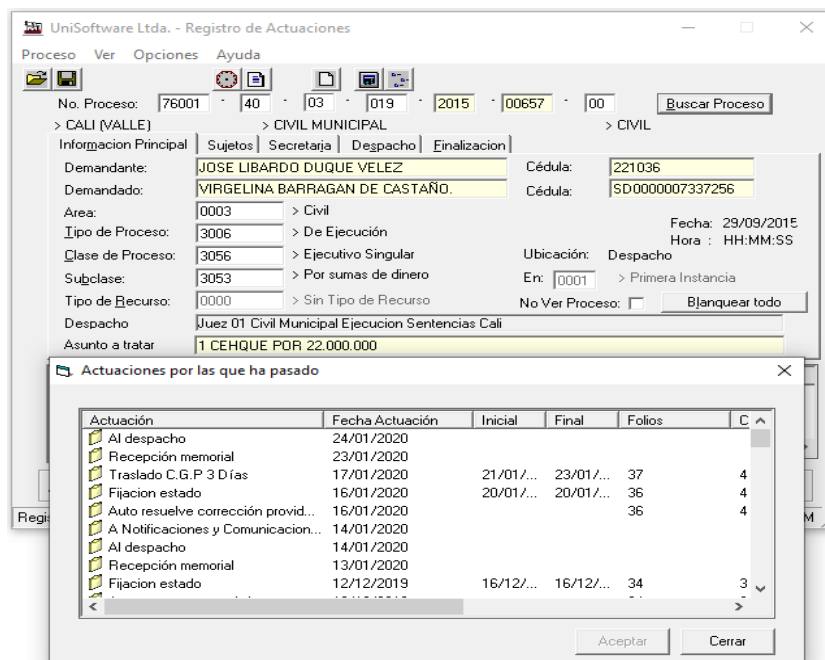 UniSoftware Ltda. - Registro de Actuaciones
Proceso Ver Opciones Ayuda
No. Proceso: 76001 - 40 - 03 - 019 - 2015 - 00657 - 00 Buscar Proceso
> CALI (VALLE) > CIVIL MUNICIPAL > CIVIL
Informacion Principal Sujetos Secretaria Despacho Finalizacion
Demandante: JOSE LIBARDO DUQUE VELEZ Cédula: 221036
Demandado: VIRGELINA BARRAGAN DE CASTAÑO. Cédula: SD0000007337256
Area: 0003 > Civil
Fecha: 29/09/2015
Tipo de Proceso: 3006 > De Ejecución
Hora : HH:MM:SS
Clase de Proceso: 3056 > Ejecutivo Singular Ubicación: Despacho
Subclase: 3053 > Por sumas de dinero En: 0001 > Primera Instancia
Tipo de Recurso: 0000 > Sin Tipo de Recurso No Ver Proceso: Blanquear todo
Despacho Juez 01 Civil Municipal Ejecucion Sentencias Cali
Asunto a tratar 1 CEHQUE POR 22.000.000
Actuaciones por las que ha pasado
Actuación Fecha Actuación Inicial Final Folios C
Al despacho 24/01/2020
Recepción memorial 23/01/2020
Traslado C.G.P 3 Días 17/01/2020 21/01/... 23/01/... 37 4
Fijacion estado 16/01/2020 20/01/... 20/01/... 36 4
Auto resuelve corrección provid... 16/01/2020 36 4
A Notificaciones y Comunicacion... 14/01/2020
Al despacho 14/01/2020
Recepción memorial 13/01/2020
Fijacion estado 12/12/2019 16/12/... 16/12/... 34 3
Regi
M
Aceptar Cerrar